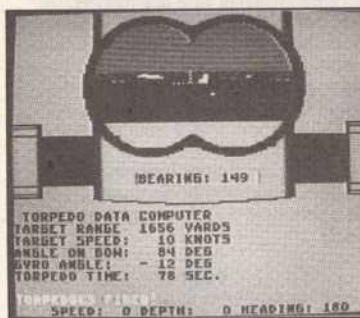 BEARING: 149
TORPEDO DATA COMPUTER
TARGET RANGE 1656 YARDS
TARGET SPEED: 10 KNOTS
ANGLE ON BOW: 84 DEG
GYRO ANGLE: - 12 DEG
TORPEDO TIME: 78 SEC.
TORPEDOES FIRED!
SPEED: 0 DEPTH: 0 HEADING: 180